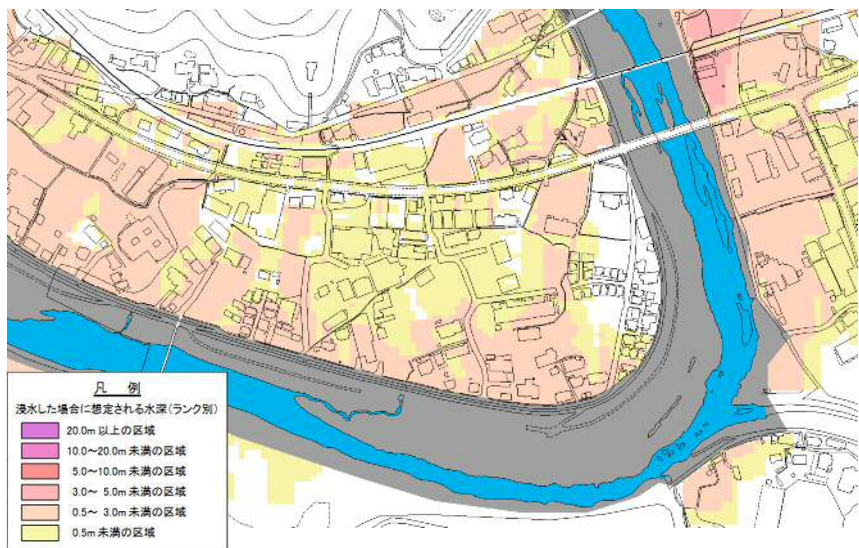 凡 例
浸水した場合に想定される水深(ランク別)
20.0m 以上の区域
10.0～20.0m 未満の区域
5.0～10.0m 未満の区域
3.0～ 5.0m 未満の区域
0.5～ 3.0m 未満の区域
0.5m 未満の区域